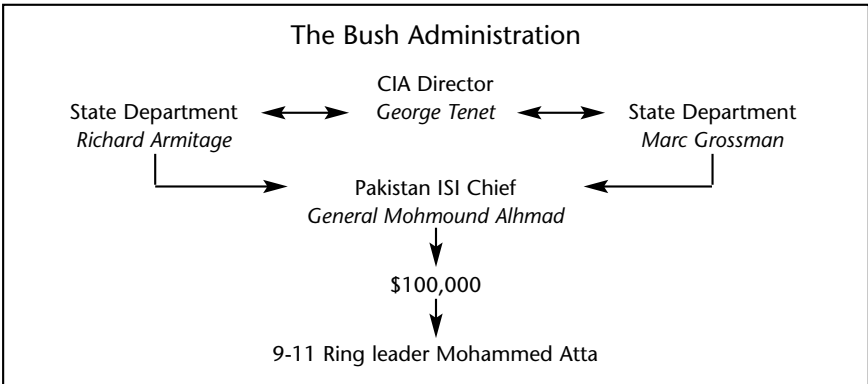 The Bush Administration
CIA Director
George Tenet
State Department
Richard Armitage
State Department
Marc Grossman
Pakistan ISI Chief
General Mohmound Alhmad
$100,000
9-11 Ring leader Mohammed Atta